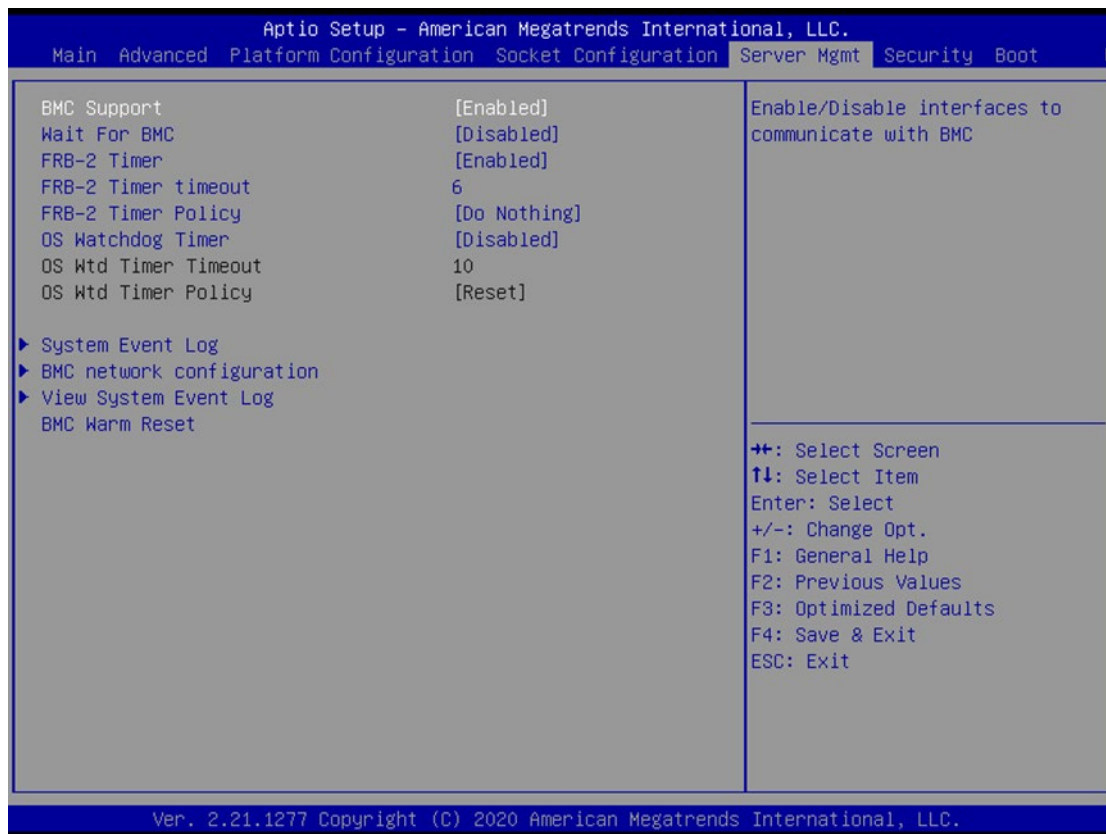 Aptio Setup - American Megatrends International, LLC.
Main Advanced Platform Configuration Socket Configuration Server Mgmt Security Boot
BMC Support [Enabled]
Wait For BMC [Disabled]
FRB-2 Timer [Enabled]
FRB-2 Timer timeout 6
FRB-2 Timer Policy [Do Nothing]
OS Watchdog Timer [Disabled]
OS Wtd Timer Timeout 10
OS Wtd Timer Policy [Reset]
▶ System Event Log
▶ BMC network configuration
▶ View System Event Log
BMC Warm Reset
Enable/Disable interfaces to
communicate with BMC
→←: Select Screen
↑↓: Select Item
Enter: Select
+/-: Change Opt.
F1: General Help
F2: Previous Values
F3: Optimized Defaults
F4: Save & Exit
ESC: Exit
Ver. 2.21.1277 Copyright (C) 2020 American Megatrends International, LLC.